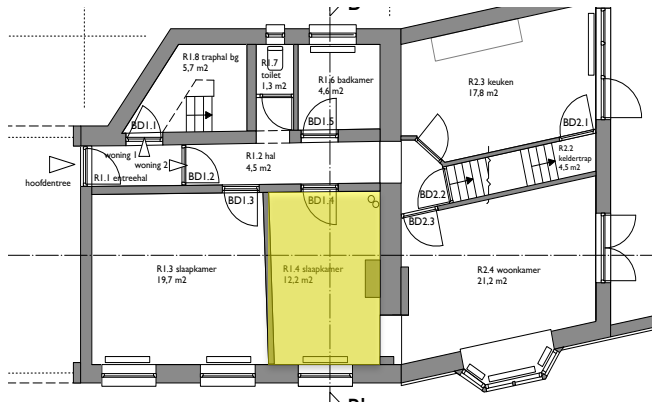 B
R1.8 traphal bg
5,7 m2
R1.7
toilet
1,3 m2
R1.6 badkamer
4,6 m2
R2.3 keuken
17,8 m2
BD1.1
BD1.5
BD2.1
woning 1
woning 2
hoofdentree
R1.1 entreehal
BD1.2
R1.2 hal
4,5 m2
R2.2
keldertrap
4,5 m2
BD1.3
BD1.4
BD2.2
BD2.3
R1.3 slaapkamer
19,7 m2
R1.4 slaapkamer
12,2 m2
R2.4 woonkamer
21,2 m2